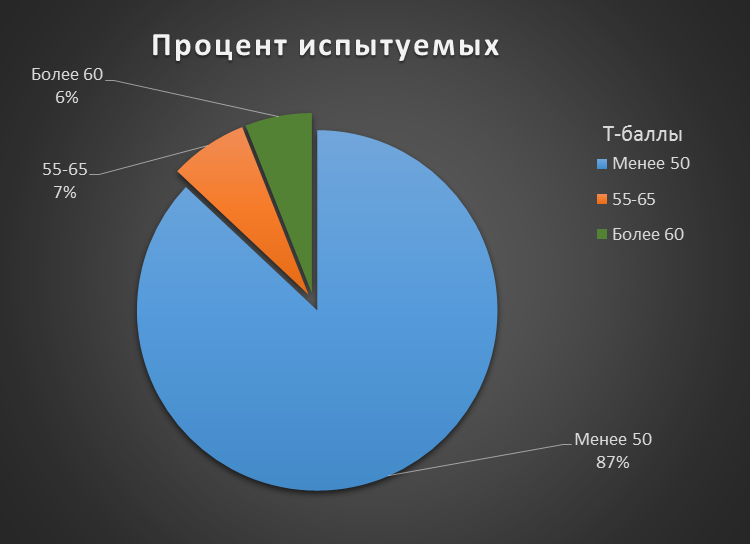 Процент испытуемых
Более 60
6%
55-65
7%
Т-баллы
Менее 50
55-65
Более 60
Менее 50
87%